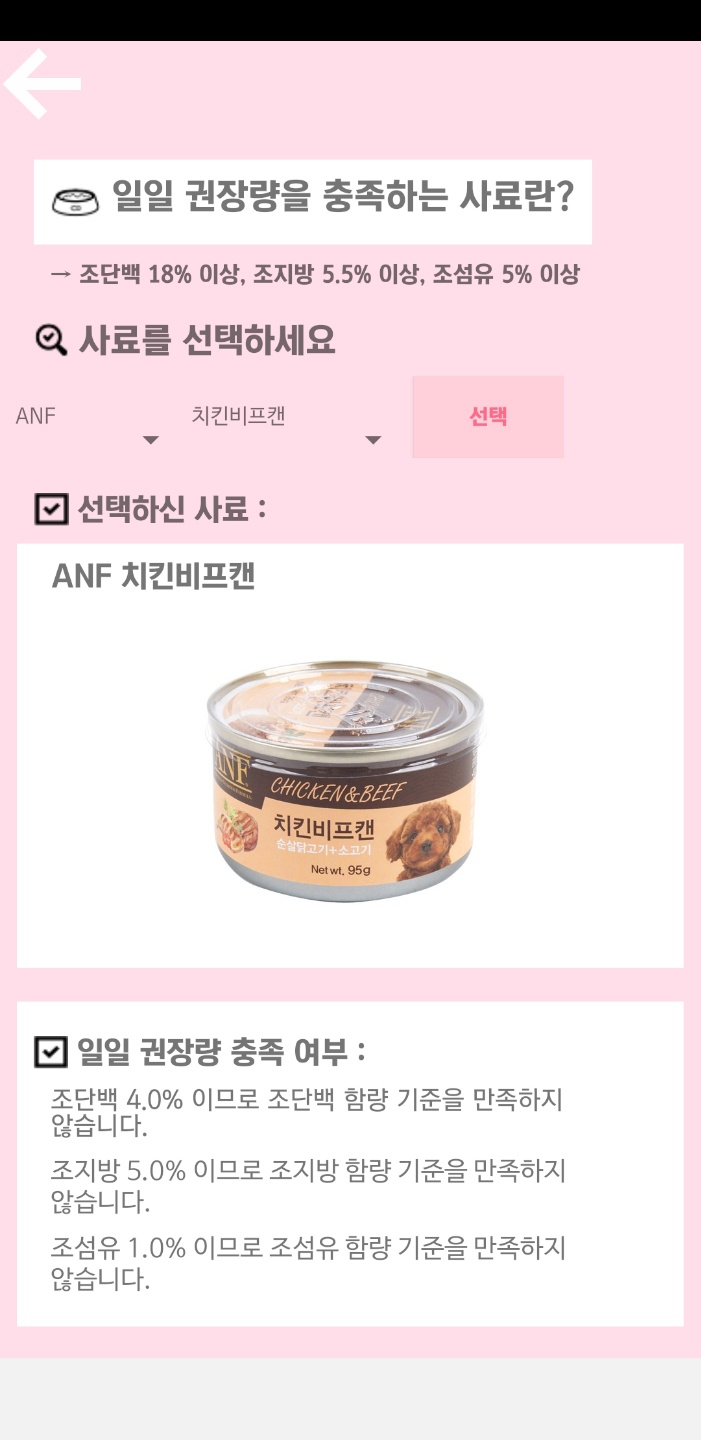 일일 권장량을 충족하는 사료란?
→ 조단백 18% 이상, 조지방 5.5% 이상, 조섬유 5% 이상
사료를 선택하세요
ANF 치킨비프캔 선택
선택하신 사료 :
ANF 치킨비프캔
ANF
CHICKEN&BEEF
치킨비프캔
순살닭고기+소고기
Net wt. 95g
일일 권장량 충족 여부 :
조단백 4.0% 이므로 조단백 함량 기준을 만족하지
않습니다.
조지방 5.0% 이므로 조지방 함량 기준을 만족하지
않습니다.
조섬유 1.0% 이므로 조섬유 함량 기준을 만족하지
않습니다.